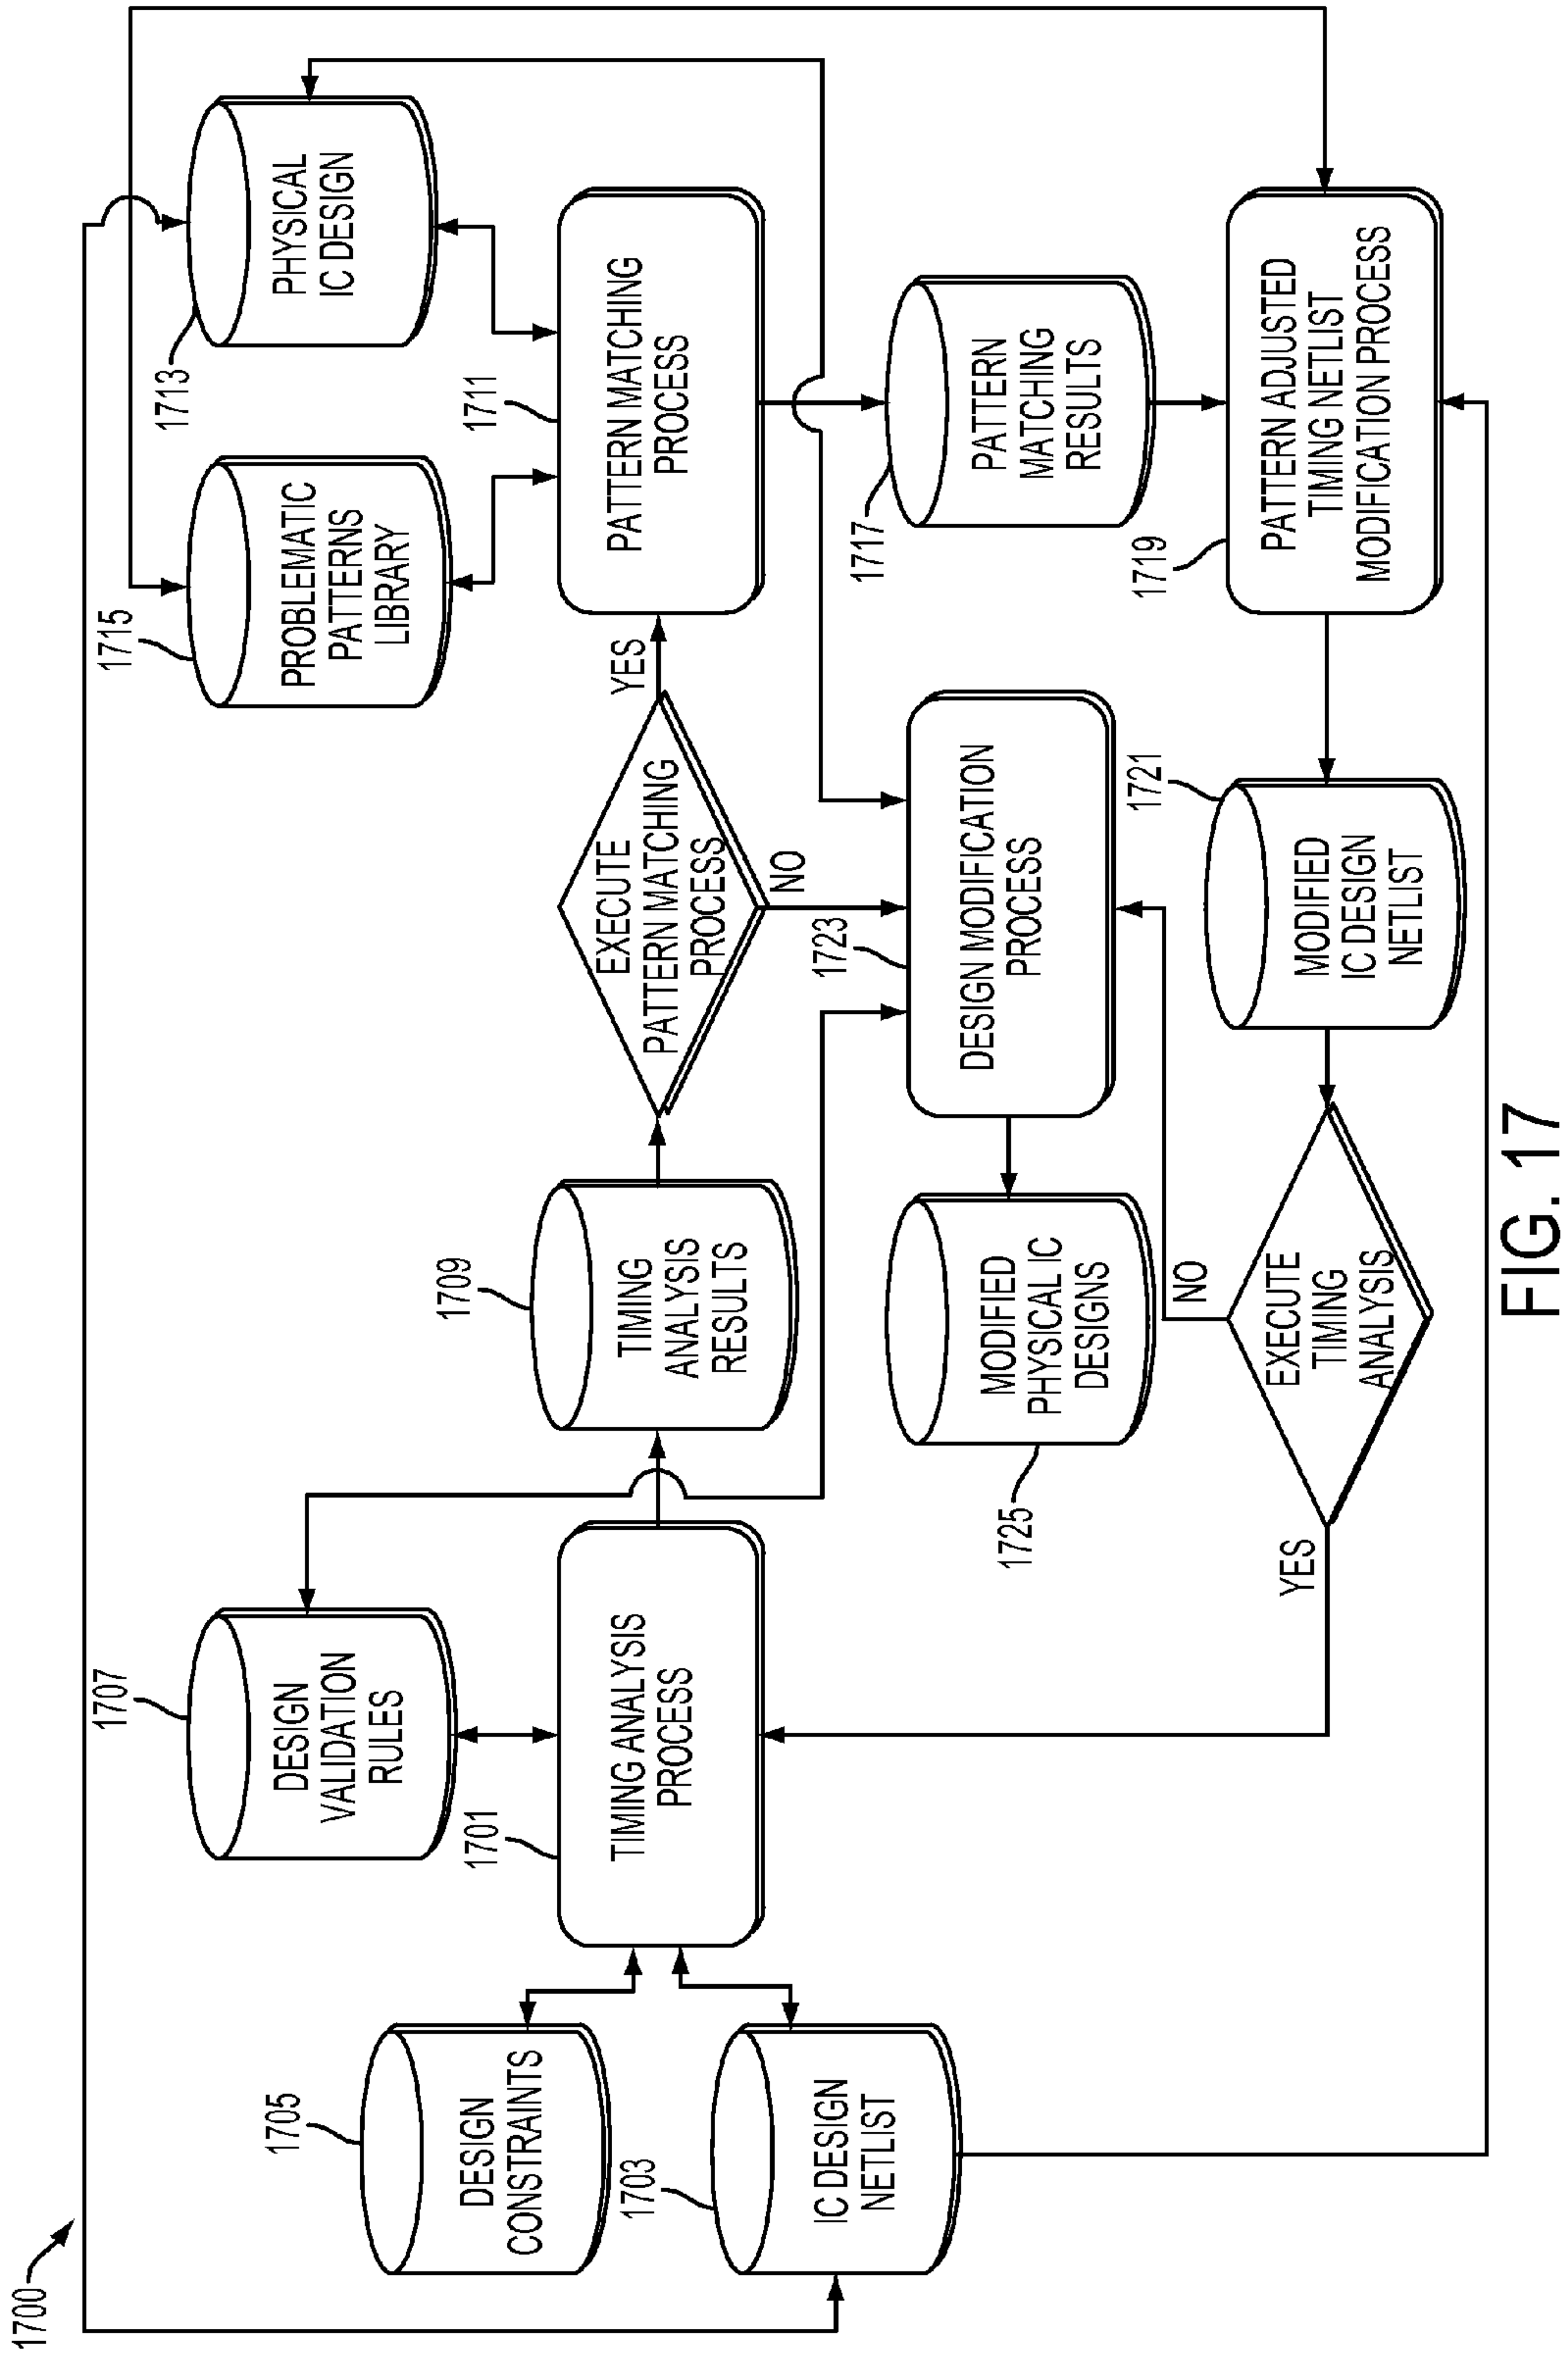 1700
1705
DESIGN
CONSTRAINTS
1703
IC DESIGN
NETLIST
1707
DESIGN
VALIDATION
RULES
1701
TIMING ANALYSIS
PROCESS
1709
TIMING
ANALYSIS
RESULTS
EXECUTE
PATTERN MATCHING
PROCESS
YES
NO
1715
PROBLEMATIC
PATTERNS
LIBRARY
1713
PHYSICAL
IC DESIGN
1711
PATTERN MATCHING
PROCESS
1717
PATTERN
MATCHING
RESULTS
1723
DESIGN MODIFICATION
PROCESS
1725
MODIFIED
PHYSICAL IC
DESIGNS
1719
PATTERN ADJUSTED
TIMING NETLIST
MODIFICATION PROCESS
1721
MODIFIED
IC DESIGN
NETLIST
EXECUTE
TIMING
ANALYSIS
NO
YES
FIG. 17